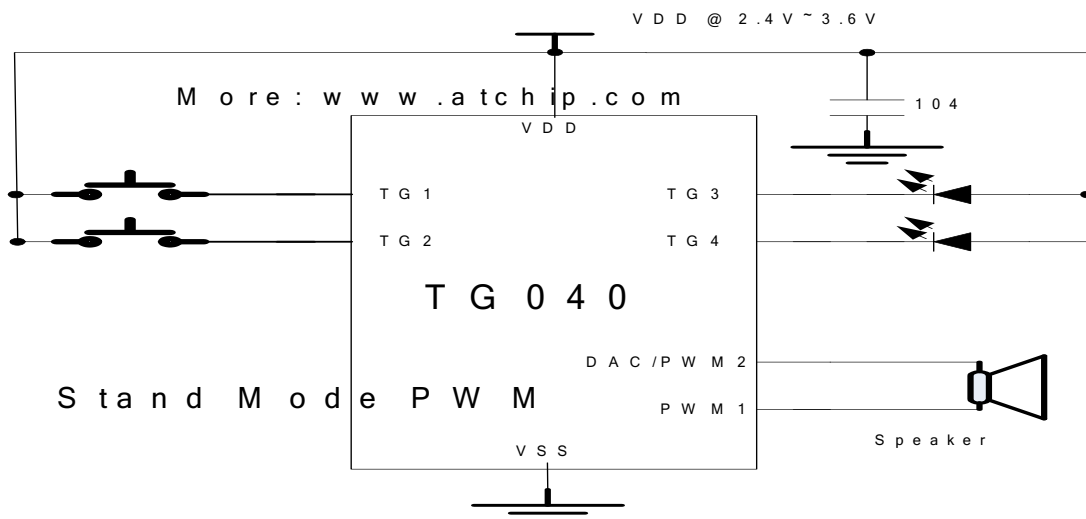 VDD @ 2.4V~3.6V
More: www.atchip.com
104
VDD
TG1
TG3
TG2
TG4
TG040
DAC/PWM2
Stand Mode PWM
PWM1
Speaker
VSS